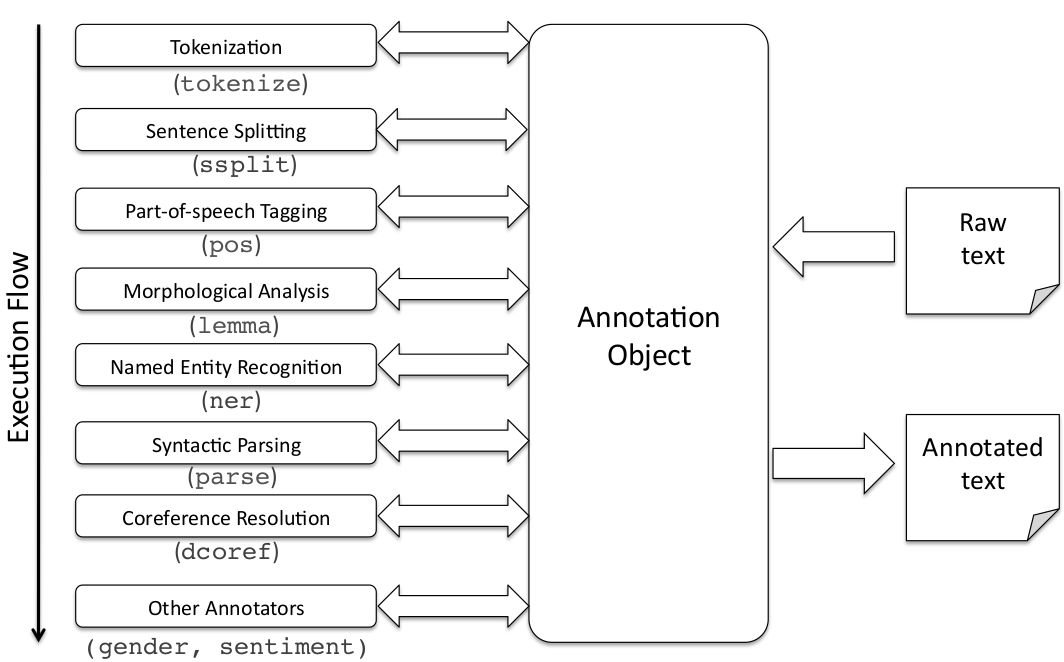 Execution Flow
Tokenization
(tokenize)
Sentence Splitting
(ssplit)
Part-of-speech Tagging
(pos)
Morphological Analysis
(lemma)
Named Entity Recognition
(ner)
Syntactic Parsing
(parse)
Coreference Resolution
(dcoref)
Other Annotators
(gender, sentiment)
Annotation
Object
Raw
text
Annotated
text